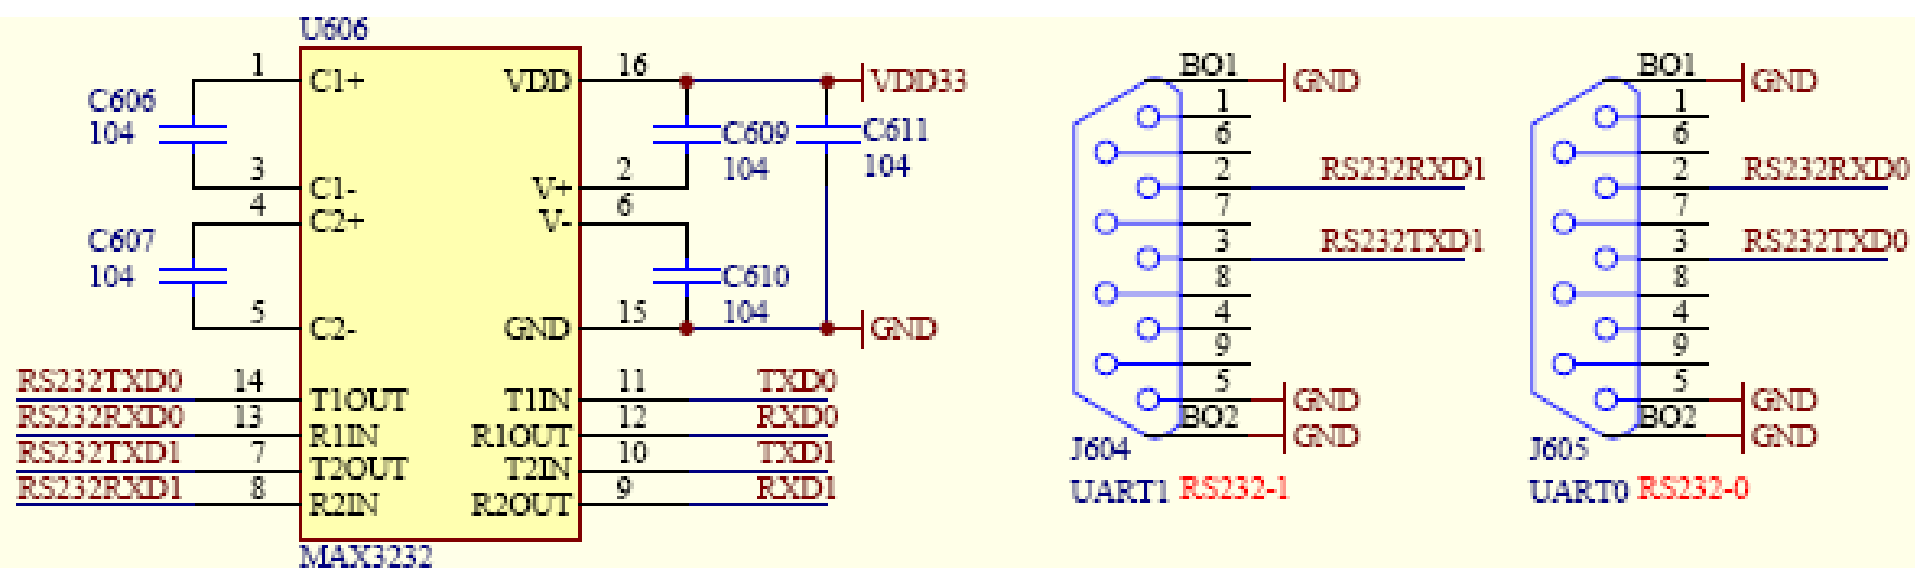 U606
1
C1+
C606
104
3
C1-
4
C2+
C607
104
5
C2-
RS232TXD0 14 T1OUT
RS232RXD0 13 R1IN
RS232TXD1 7 T2OUT
RS232RXD1 8 R2IN
VDD 16 VDD33
C609
104
C611
104
V+ 2
V- 6
C610
104
GND 15 GND
T1IN 11 TXD0
R1OUT 12 RXD0
T2IN 10 TXD1
R2OUT 9 RXD1
MAX3232
BO1 GND
1
6
2 RS232RXD1
7
3 RS232TXD1
8
4
9
5 GND
BO2 GND
J604
UART1 RS232-1
BO1 GND
1
6
2 RS232RXD0
7
3 RS232TXD0
8
4
9
5 GND
BO2 GND
J605
UART0 RS232-0